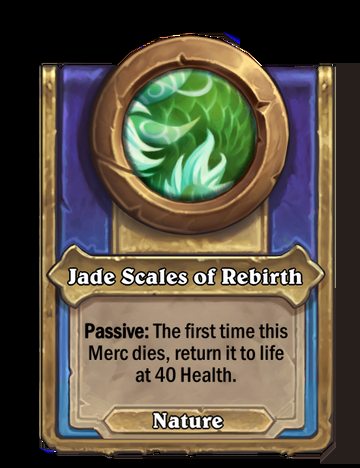 Jade Scales of Rebirth
Passive: The first time this
Merc dies, return it to life
at 40 Health.
Nature